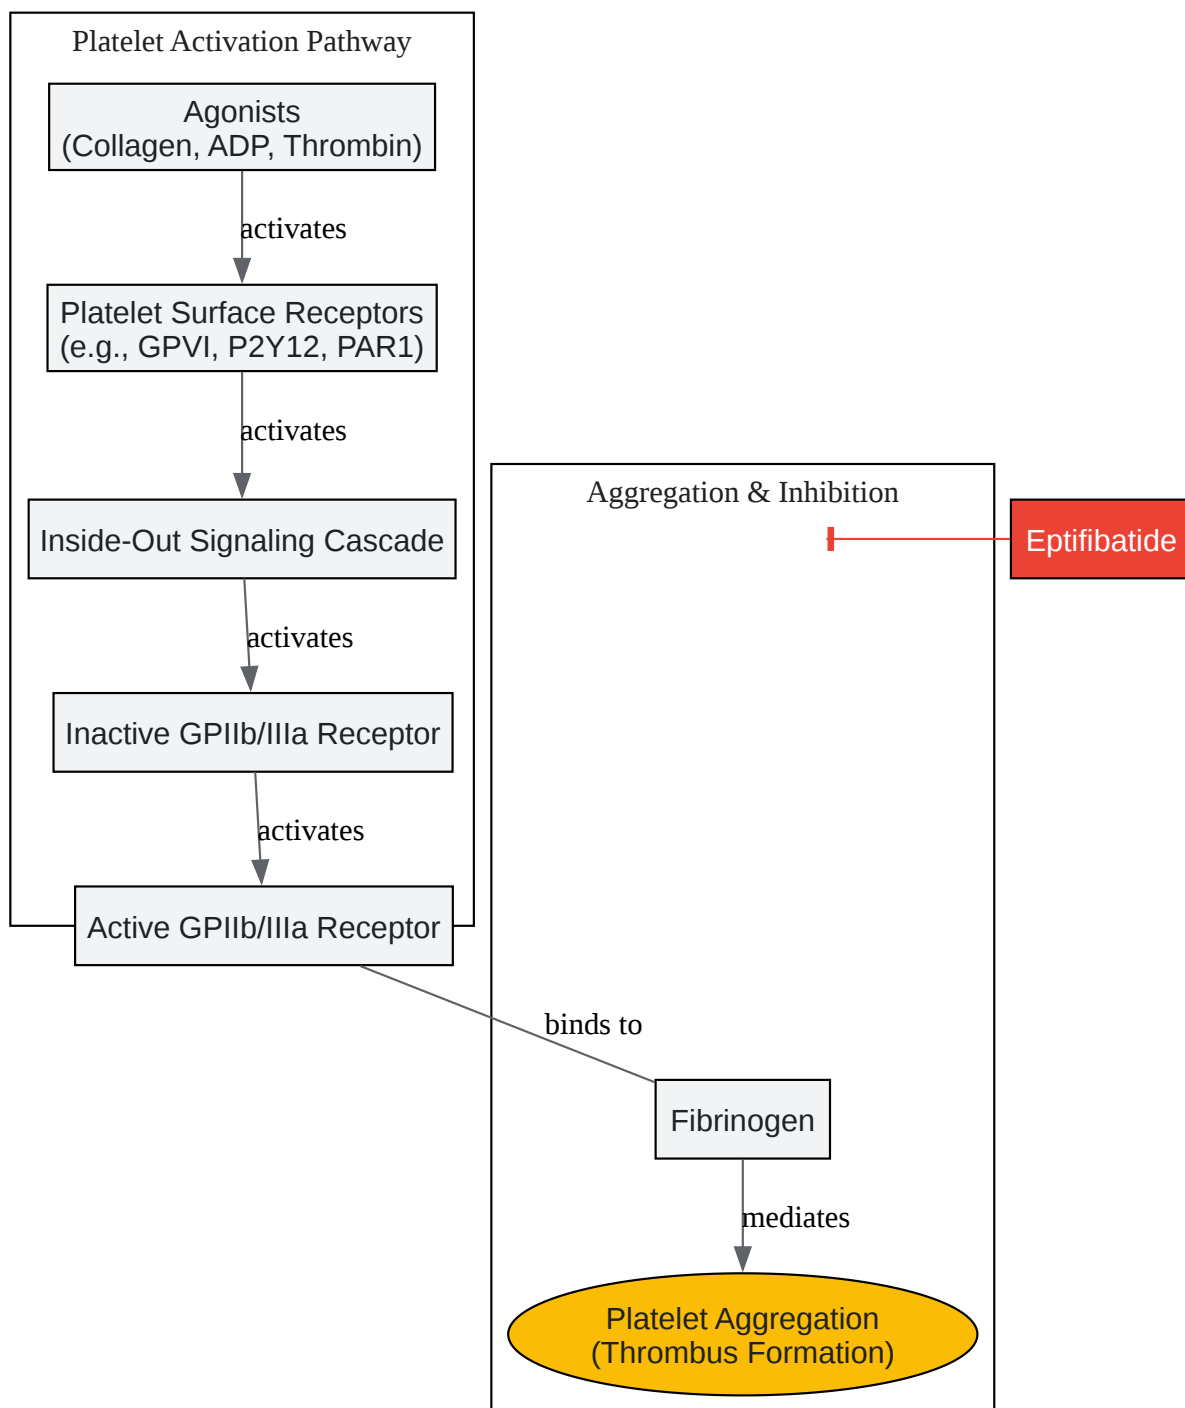 Platelet Activation Pathway
Agonists
(Collagen, ADP, Thrombin)
activates
Platelet Surface Receptors
(e.g., GPVI, P2Y12, PAR1)
activates
Inside-Out Signaling Cascade
activates
Inactive GPIIb/IIIa Receptor
activates
Active GPIIb/IIIa Receptor
binds to
Aggregation & Inhibition
Eptifibatide
Fibrinogen
mediates
Platelet Aggregation
(Thrombus Formation)